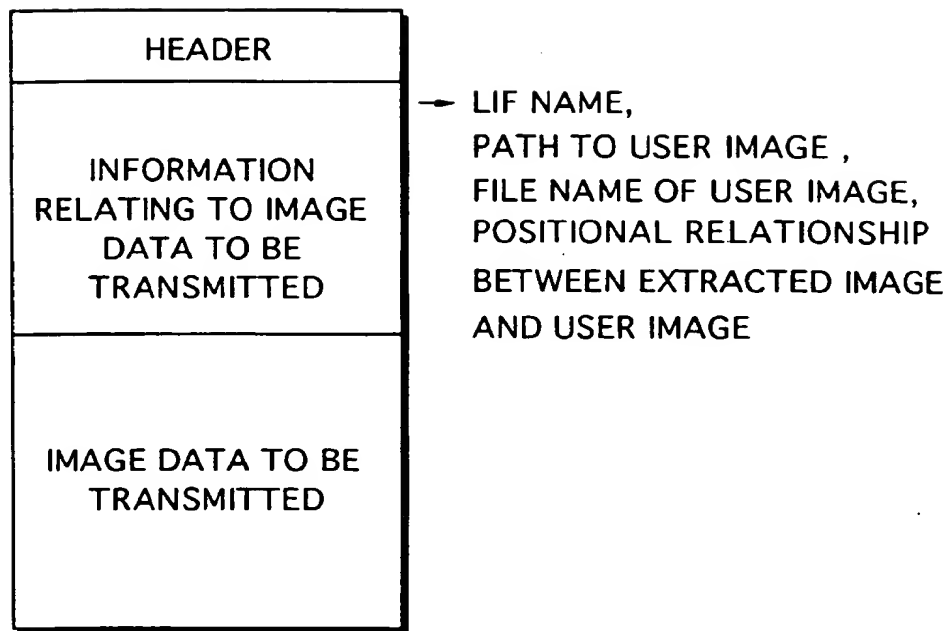 HEADER
INFORMATION
RELATING TO IMAGE
DATA TO BE
TRANSMITTED
IMAGE DATA TO BE
TRANSMITTED
→ LIF NAME,
PATH TO USER IMAGE ,
FILE NAME OF USER IMAGE,
POSITIONAL RELATIONSHIP
BETWEEN EXTRACTED IMAGE
AND USER IMAGE